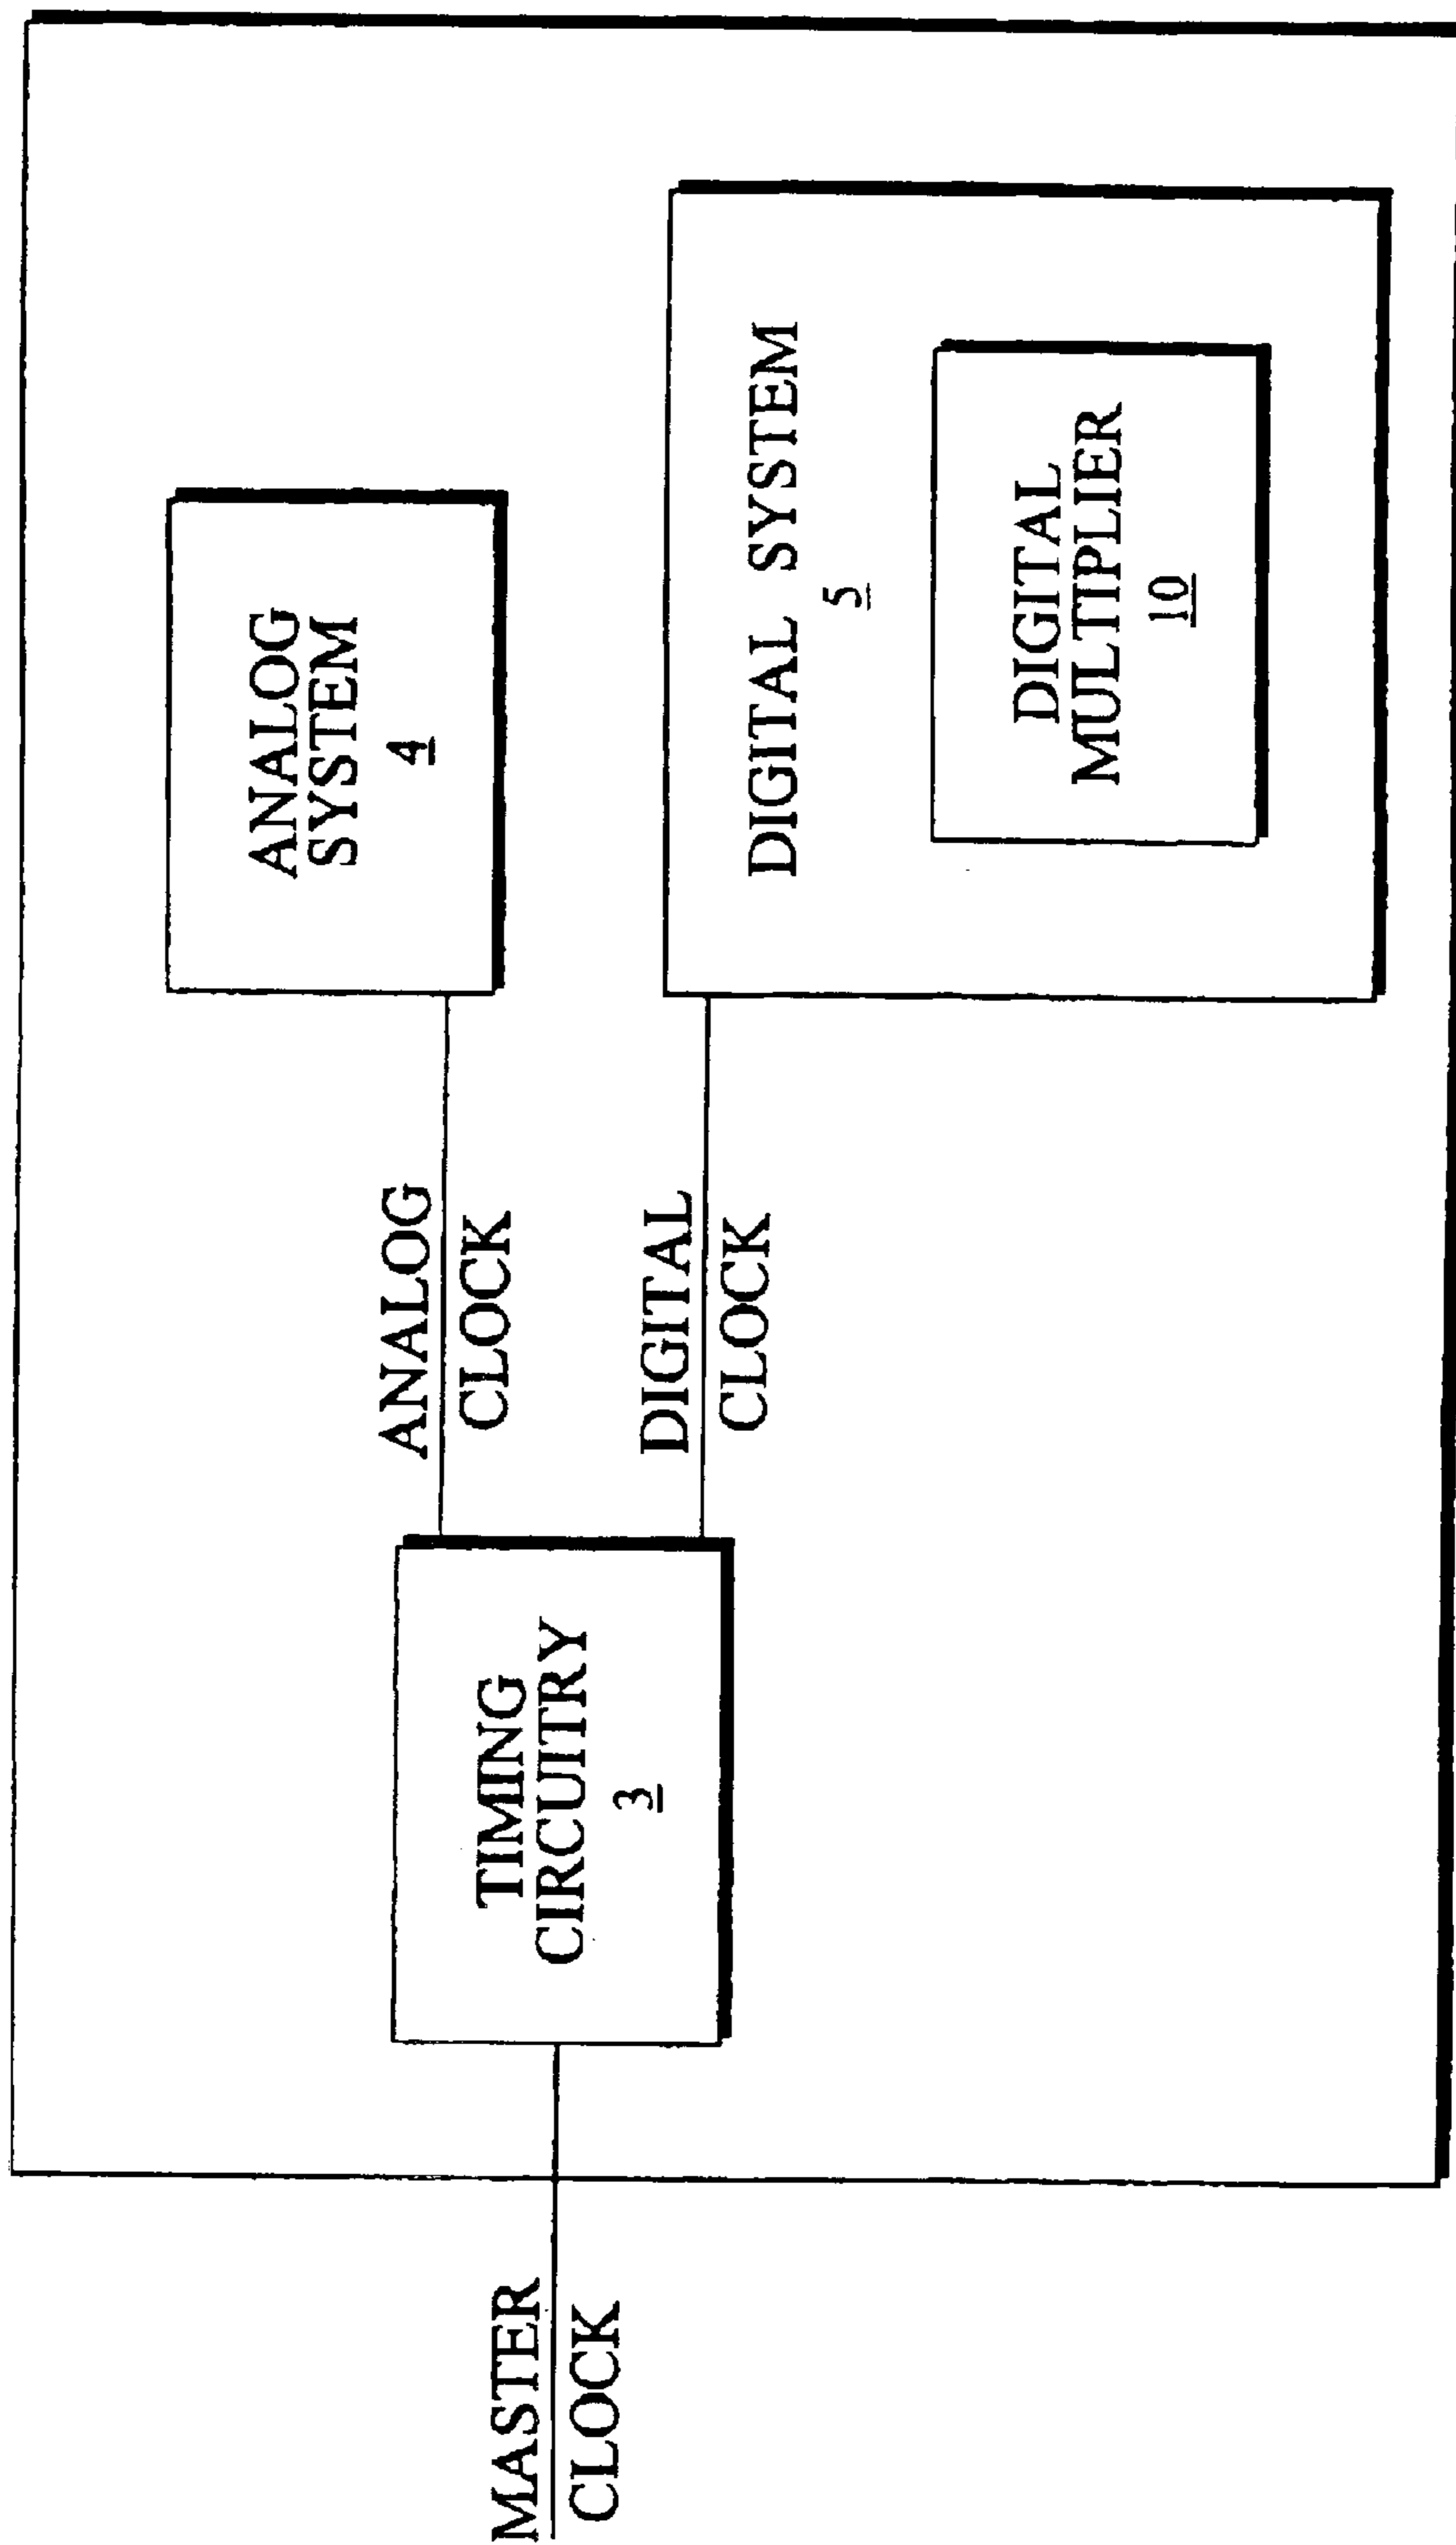 MASTER
CLOCK
TIMING
CIRCUITRY
3
ANALOG
CLOCK
DIGITAL
CLOCK
ANALOG
SYSTEM
4
DIGITAL SYSTEM
5
DIGITAL
MULTIPLIER
10